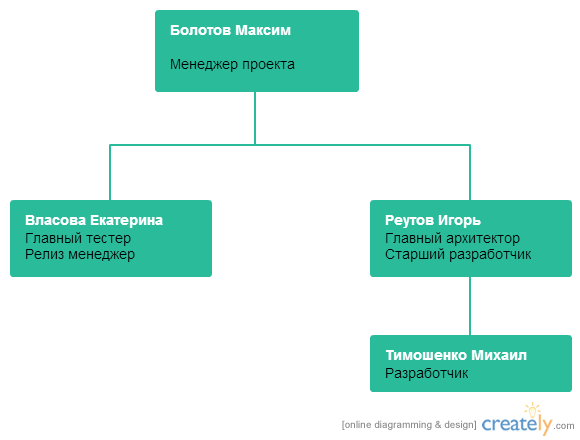 Болотов Максим
Менеджер проекта
Власова Екатерина
Главный тестер
Релиз менеджер
Реутов Игорь
Главный архитектор
Старший разработчик
Тимошенко Михаил
Разработчик
[online diagramming & design] creately.com